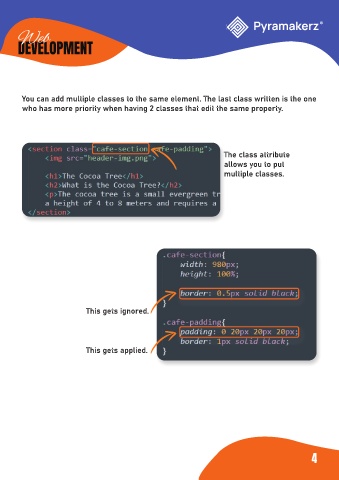 Web
DEVELOPMENT
Pyramakerz®
You can add multiple classes to the same element. The last class written is the one
who has more priority when having 2 classes that edit the same property.
<section class="cafe-section cafe-padding">
<img src="header-img.png">
<h1>The Cocoa Tree</h1>
<h2>What is the Cocoa Tree?</h2>
<p>The cocoa tree is a small evergreen tr
a height of 4 to 8 meters and requires a
</section>
The class attribute
allows you to put
multiple classes.
.cafe-section{
width: 980px;
height: 100%;
border: 0.5px solid black;
}
This gets ignored.
.cafe-padding{
padding: 0 20px 20px 20px;
border: 1px solid black;
This gets applied.
}
4